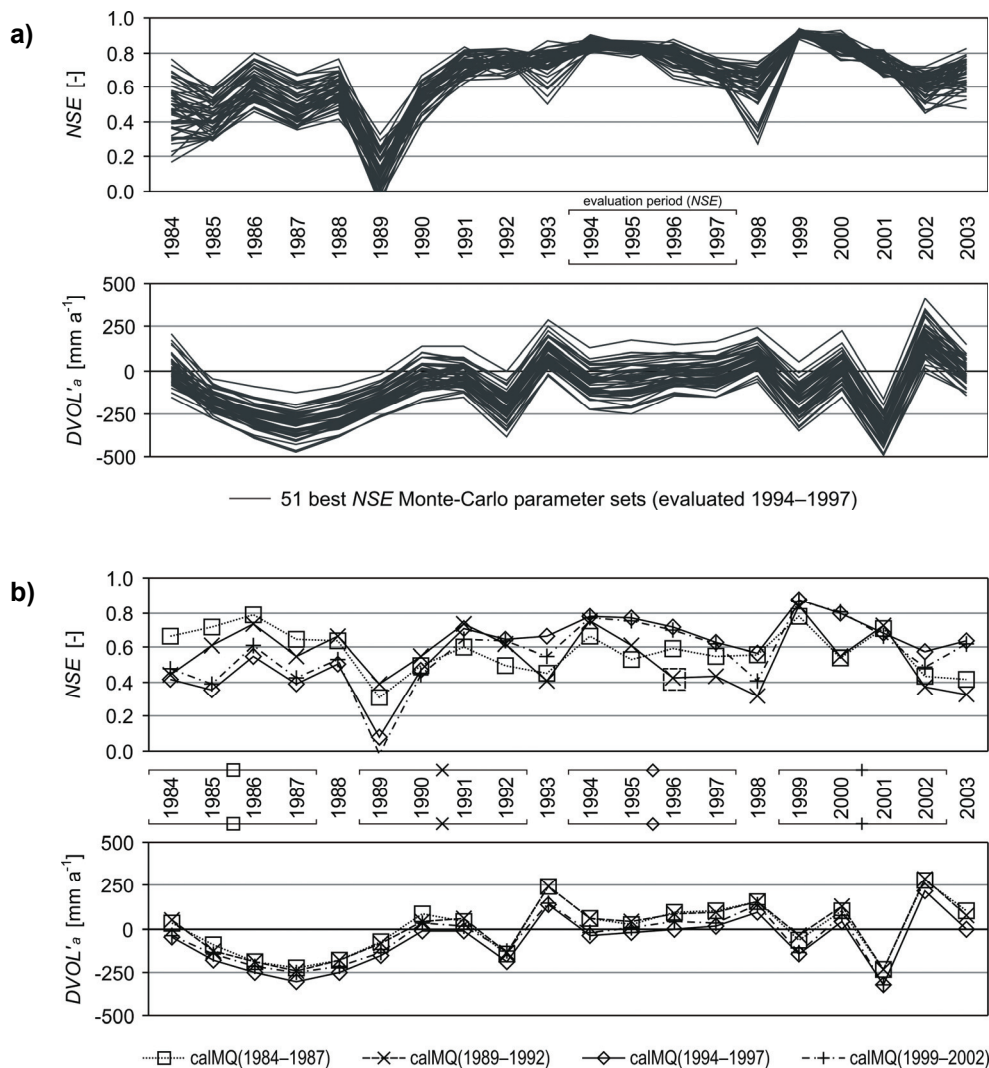 a)
NSE [-]
1.0
0.8
0.6
0.4
0.2
0.0
evaluation period (NSE)
1984 1985 1986 1987 1988 1989 1990 1991 1992 1993 1994 1995 1996 1997 1998 1999 2000 2001 2002 2003
DVOL'a [mm a-1]
500
250
0
-250
-500
51 best NSE Monte-Carlo parameter sets (evaluated 1994–1997)
b)
NSE [-]
1.0
0.8
0.6
0.4
0.2
0.0
1984 1985 1986 1987 1988 1989 1990 1991 1992 1993 1994 1995 1996 1997 1998 1999 2000 2001 2002 2003
DVOL'a [mm a-1]
500
250
0
-250
-500
calMQ(1984–1987) calMQ(1989–1992) calMQ(1994–1997) calMQ(1999–2002)